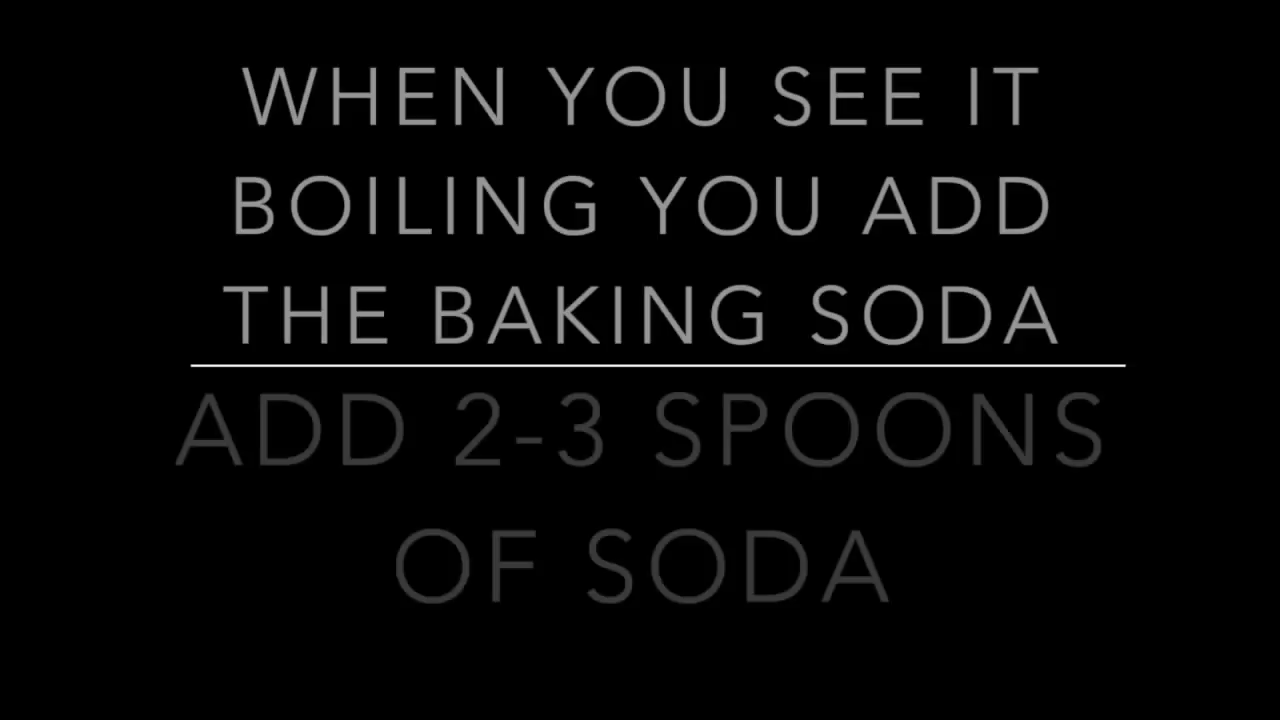 WHEN YOU SEE IT
BOILING YOU ADD
THE BAKING SODA
ADD 2-3 SPOONS
OF SODA